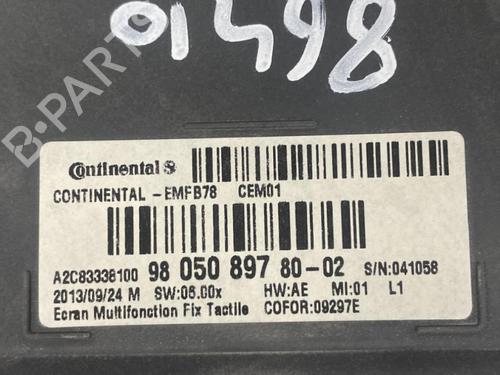 01498
Continental
CONTINENTAL -EMFB78 CEM01
A2C83338100 98 050 897 80-02 S/N:041058
2013/09/24 M SW:06.00x HW:AE MI:01 L1
Ecran Multifonction Fix Tactile COFOR:09297E
B-PARTS